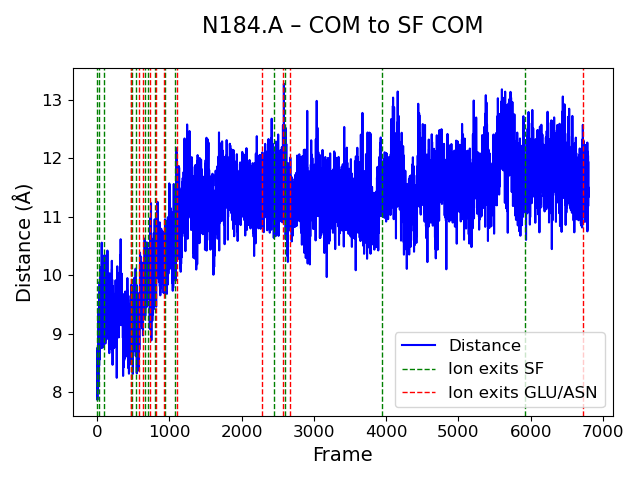 N184.A – COM to SF COM
13
12
11
10
9
8
Distance (Å)
Distance
Ion exits SF
Ion exits GLU/ASN
0
1000
2000
3000
4000
5000
6000
7000
Frame